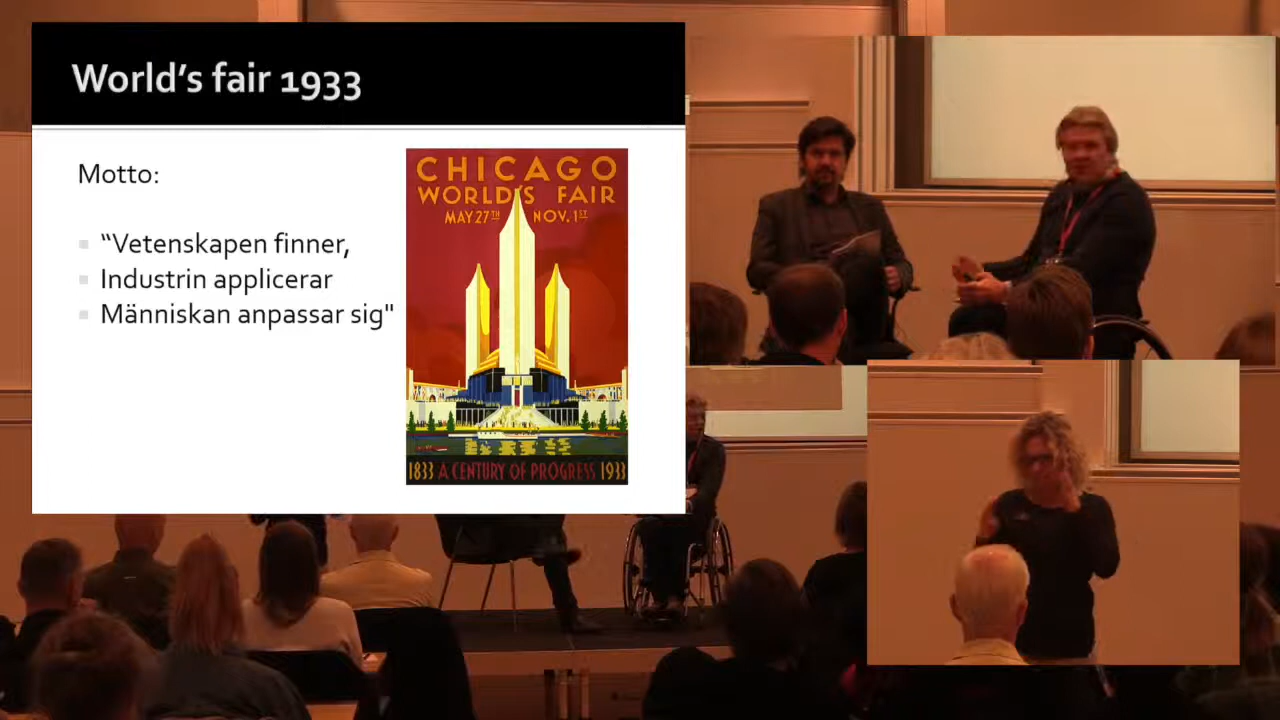 World's fair 1933
Motto:
“Vetenskapen finner,
Industrin applicerar
Människan anpassar sig"
CHICAGO
WORLD'S FAIR
MAY 27TH NOV. 1ST
1833 A CENTURY OF PROGRESS 1933